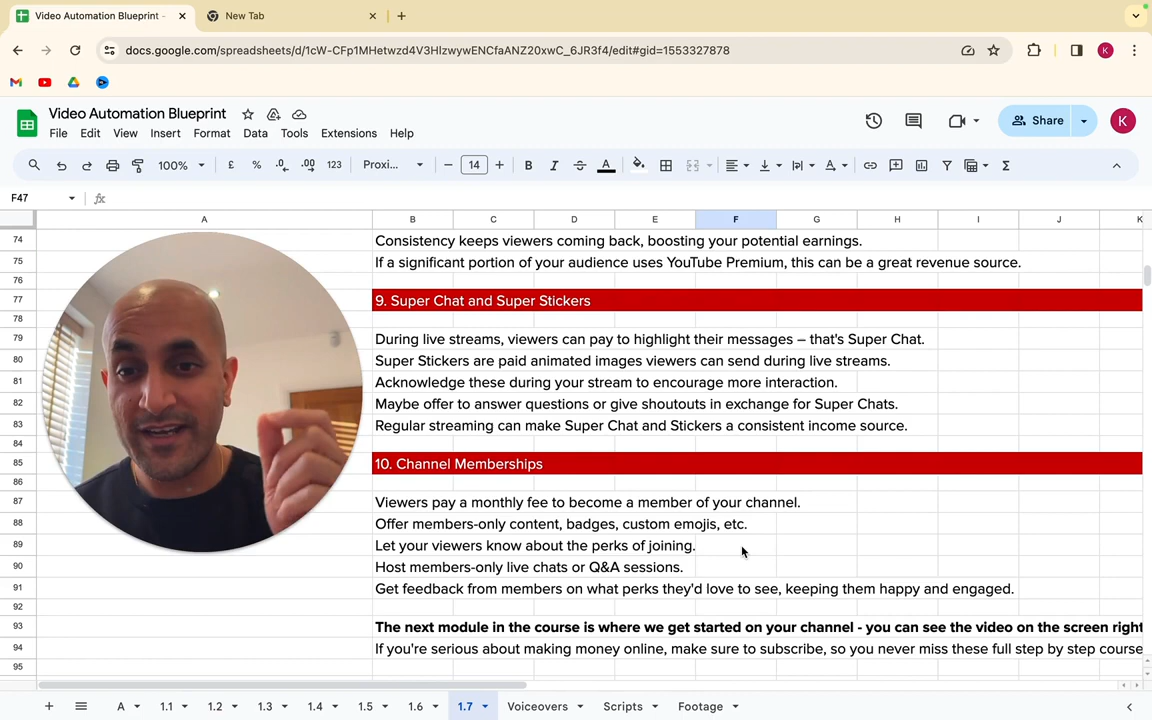 Video Automation Blueprint -
New Tab
docs.google.com/spreadsheets/d/1cW-CFp1MHetwzd4V3HIzwywENCfaANZ20xwC_6JR3f4/edit#gid=1553327878
K
Video Automation Blueprint
File Edit View Insert Format Data Tools Extensions Help
Share
K
100% £ % .0 .00 123 Proxi... 14 B I A
F47 fx
A B C D E F G H I J K
74 Consistency keeps viewers coming back, boosting your potential earnings.
75 If a significant portion of your audience uses YouTube Premium, this can be a great revenue source.
76
77 9. Super Chat and Super Stickers
78
79 During live streams, viewers can pay to highlight their messages – that's Super Chat.
80 Super Stickers are paid animated images viewers can send during live streams.
81 Acknowledge these during your stream to encourage more interaction.
82 Maybe offer to answer questions or give shoutouts in exchange for Super Chats.
83 Regular streaming can make Super Chat and Stickers a consistent income source.
84
85 10. Channel Memberships
86
87 Viewers pay a monthly fee to become a member of your channel.
88 Offer members-only content, badges, custom emojis, etc.
89 Let your viewers know about the perks of joining.
90 Host members-only live chats or Q&A sessions.
91 Get feedback from members on what perks they'd love to see, keeping them happy and engaged.
92
93 The next module in the course is where we get started on your channel - you can see the video on the screen right
94 If you're serious about making money online, make sure to subscribe, so you never miss these full step by step course
95
A 1.1 1.2 1.3 1.4 1.5 1.6 1.7 Voiceovers Scripts Footage